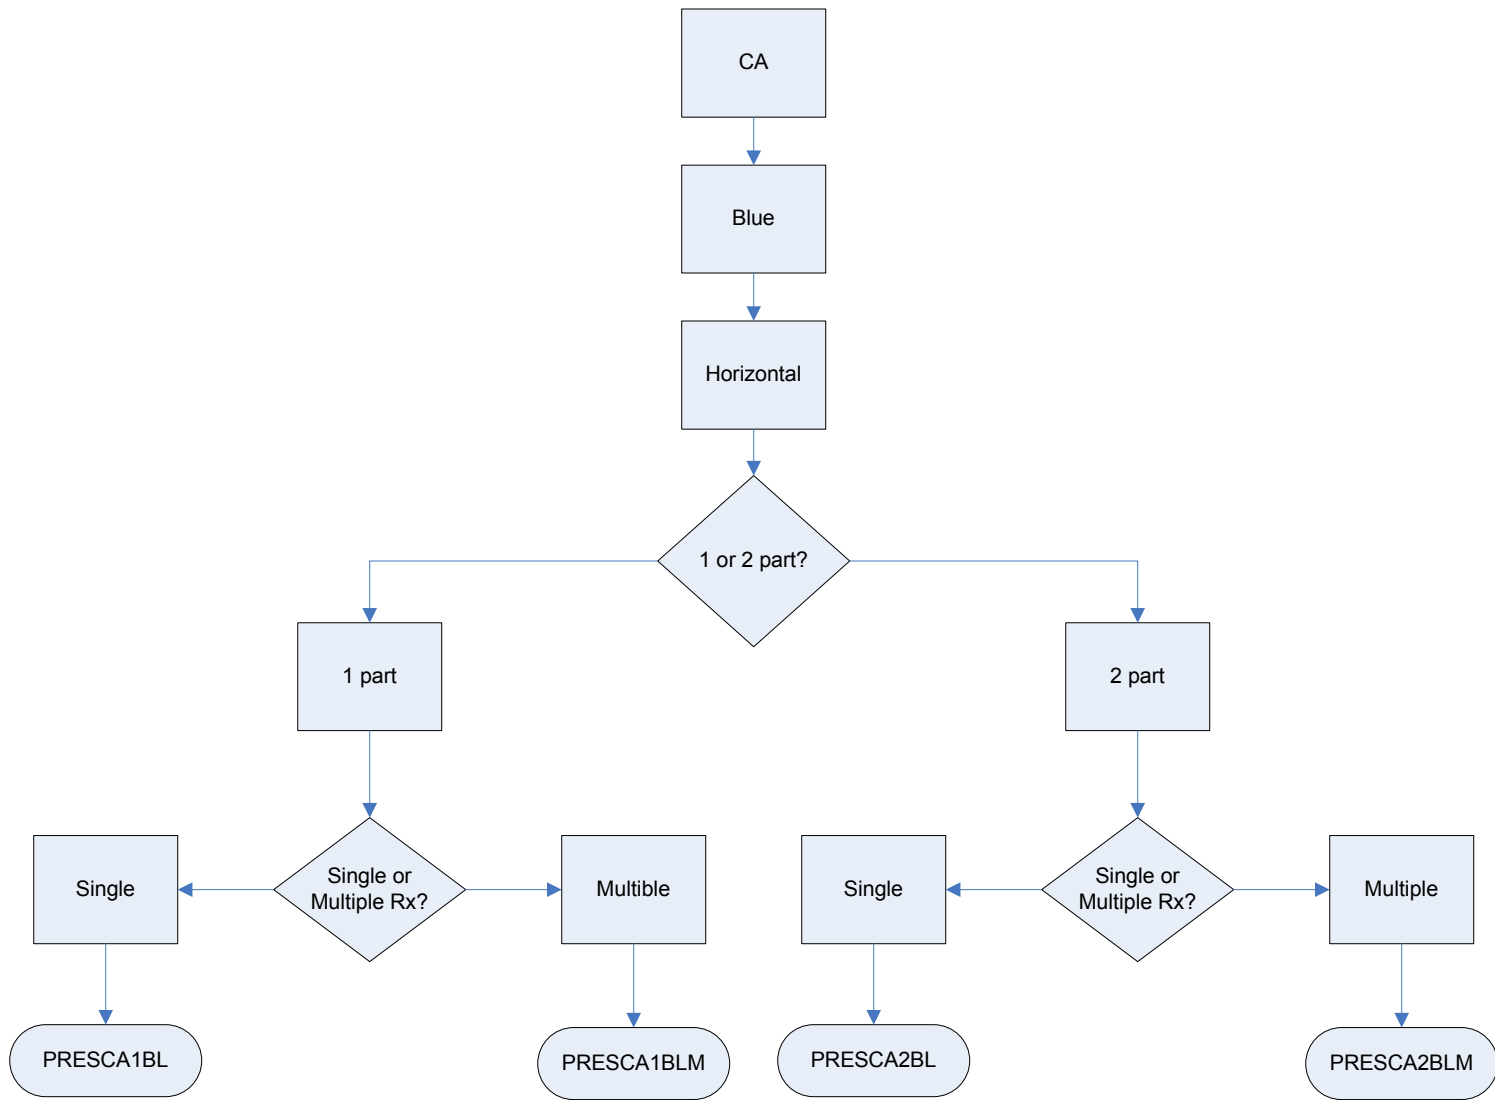 CA
Blue
Horizontal
1 or 2 part?
1 part
2 part
Single
Single or
Multiple Rx?
Multible
Single
Single or
Multiple Rx?
Multiple
PRESCA1BL
PRESCA1BLM
PRESCA2BL
PRESCA2BLM